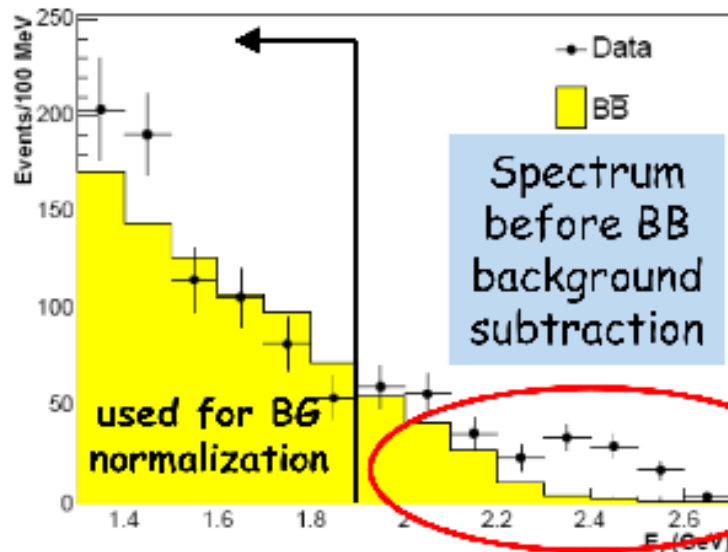 250
200
150
100
50
0
Events/100 MeV
Data
BB̅
Spectrum
before BB
background
subtraction
used for BG
normalization
1.4 1.6 1.8 2 2.2 2.4 2.6
(GeV)